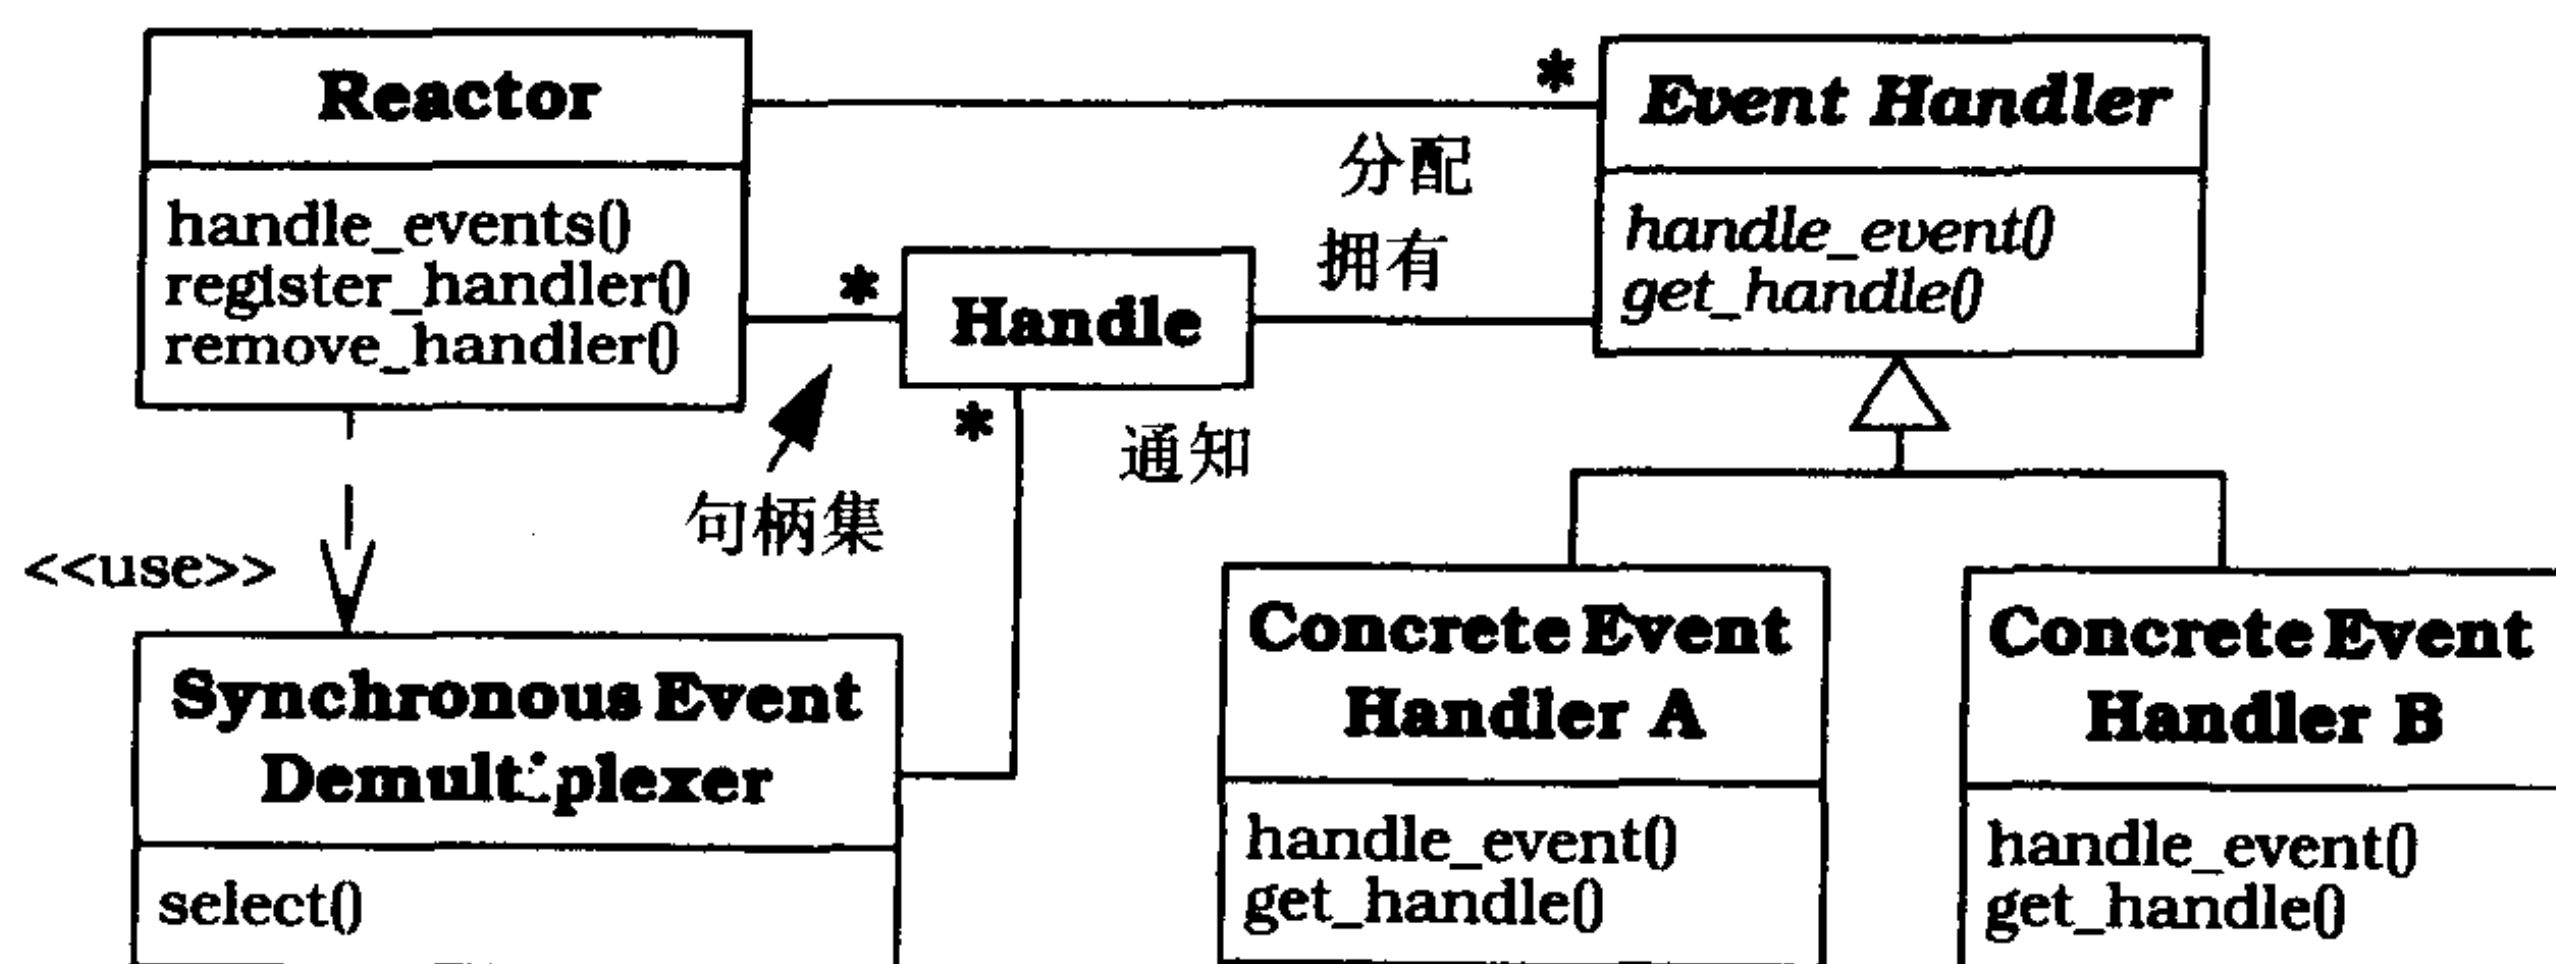 Reactor
handle_events()
register_handler()
remove_handler()
*
分配
Event Handler
handle_event()
get_handle()
拥有
*
Handle
*
通知
句柄集
<<use>>
Synchronous Event
Demultiplexer
select()
Concrete Event
Handler A
handle_event()
get_handle()
Concrete Event
Handler B
handle_event()
get_handle()